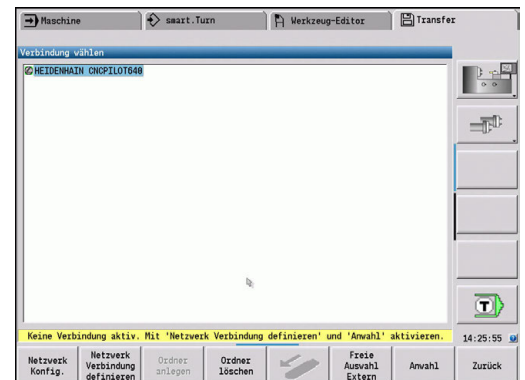 Maschine
smart.Turn
Werkzeug-Editor
Transfer
Verbindung wählen
HEIDENHAIN CNCPILOT640
T
Keine Verbindung aktiv. Mit 'Netzwerk Verbindung definieren' und 'Anwahl' aktivieren.
14:25:55
Netzwerk
Konfig.
Netzwerk
Verbindung
definieren
Ordner
anlegen
Ordner
löschen
Freie
Auswahl
Extern
Anwahl
Zurück